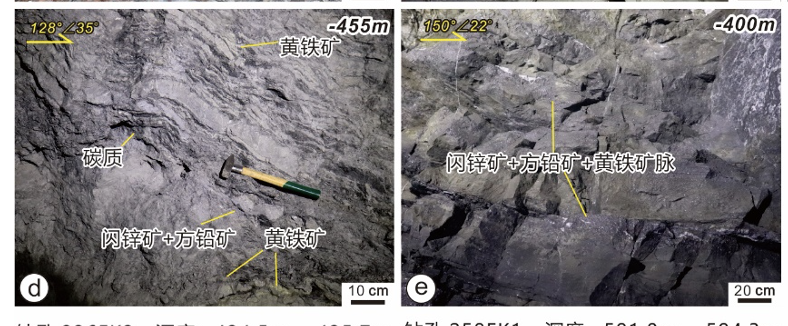 128°∠35°
-455m
黄铁矿
碳质
闪锌矿+方铅矿
黄铁矿
d
10 cm
150°∠22°
-400m
闪锌矿+方铅矿+黄铁矿脉
e
20 cm